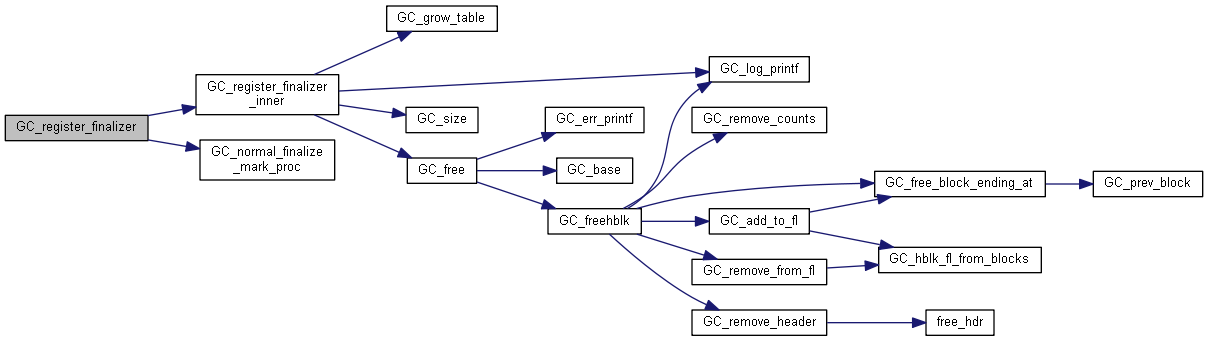 GC_grow_table
GC_register_finalizer
_inner
GC_log_printf
GC_size
GC_err_printf
GC_remove_counts
GC_register_finalizer
GC_normal_finalize
_mark_proc
GC_free
GC_base
GC_free_block_ending_at
GC_prev_block
GC_freehblk
GC_add_to_fl
GC_hblk_fl_from_blocks
GC_remove_from_fl
GC_remove_header
free_hdr